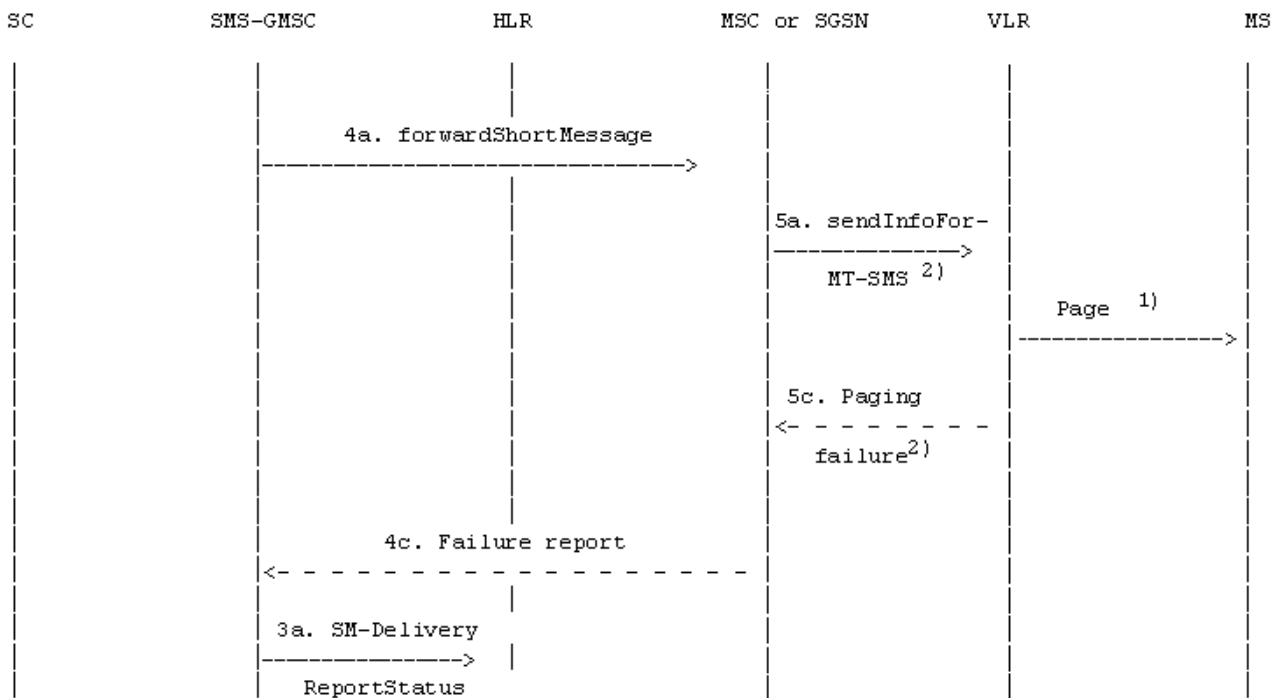 SC SMS-GMSC HLR MSC or SGSN VLR MS
4a. forwardShortMessage
5a. sendInfoFor-
MT-SMS 2)
Page 1)
5c. Paging
failure2)
4c. Failure report
3a. SM-Delivery
ReportStatus